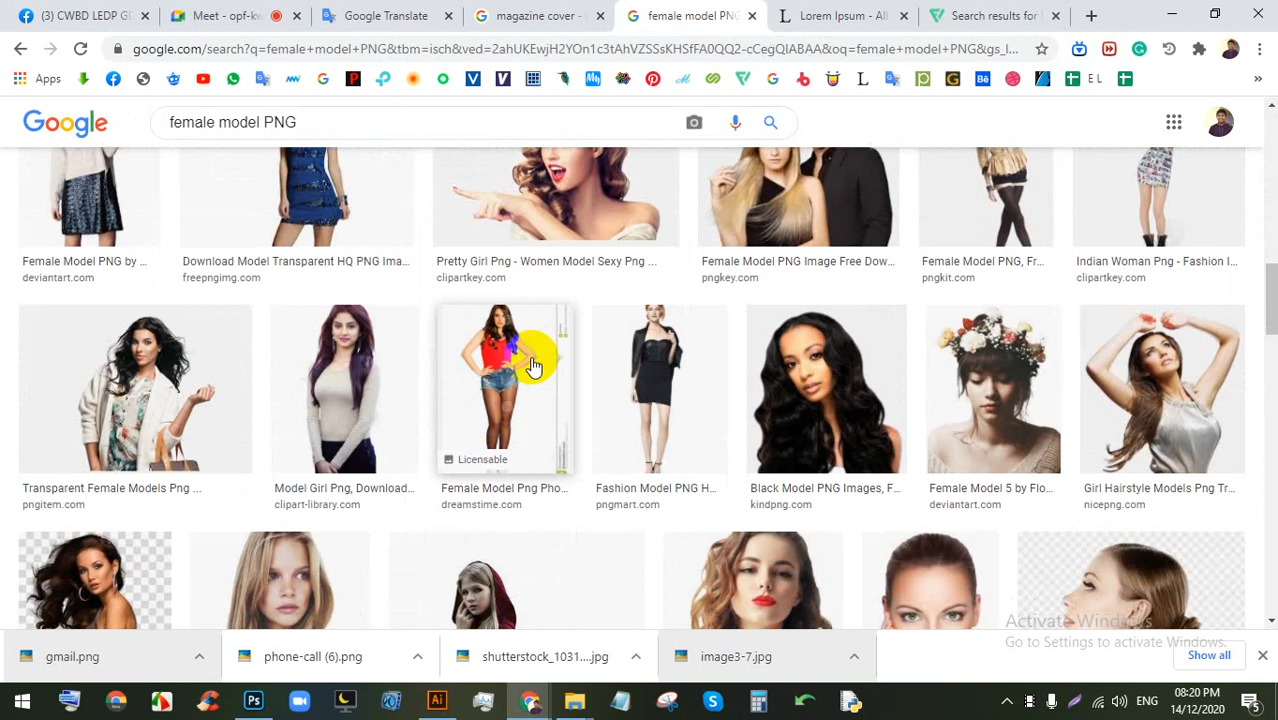 (3) CWBD LEDP GI
Meet - opf-kw
Google Translate
magazine cover - G
female model PNG
Lorem Ipsum - All
Search results for
google.com/search?q=female+model+PNG&tbm=isch&ved=2ahUKEwjH2YOn1c3tAhVZSSsKHSfFA0QQ2-cCegQIABAA&oq=female+model+PNG&gs_l...
Apps
E L
Google
female model PNG
Female Model PNG by ...
deviantart.com
Download Model Transparent HQ PNG Ima...
freepngimg.com
Pretty Girl Png - Women Model Sexy Png ...
clipartkey.com
Female Model PNG Image Free Dow...
pngkey.com
Female Model PNG, Fr...
pngkit.com
Indian Woman Png - Fashion I...
clipartkey.com
Licensable
Transparent Female Models Png ...
pngitem.com
Model Girl Png, Download...
clipart-library.com
Female Model Png Pho...
dreamstime.com
Fashion Model PNG H...
pngmart.com
Black Model PNG Images, F...
kindpng.com
Female Model 5 by Flo...
deviantart.com
Girl Hairstyle Models Png Tr...
nicepng.com
Activate Windows
Go to Settings to activate Windows.
gmail.png
phone-call (6).png
shutterstock_1031....jpg
image3-7.jpg
Show all
ENG
08:20 PM
14/12/2020
5